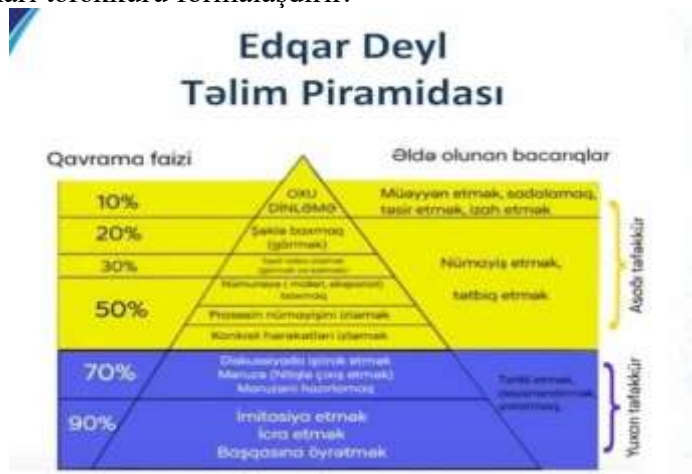 Edqar Deyl
Təlim Piramidası
Qavrama faizi
Əldə olunan bacarıqlar
10%
OXU
DİNLƏMƏ
Müəyyən etmək, sadalamaq,
təsir etmək, izah etmək
20%
Şəklə baxmaq
(görmək)
30%
Nümayiş etmək,
tətbiq etmək
50%
Prosesin nümayişini izləmək
Konkret hərəkətləri izləmək
Aşağı təfəkkür
70%
Diskussiyada iştirak etmək
Məruzə (Nitqlə çıxış etmək)
Məruzəni hazırlamaq
90%
İmitasiya etmək
İcra etmək
Başqasına öyrətmək
Yuxarı təfəkkür